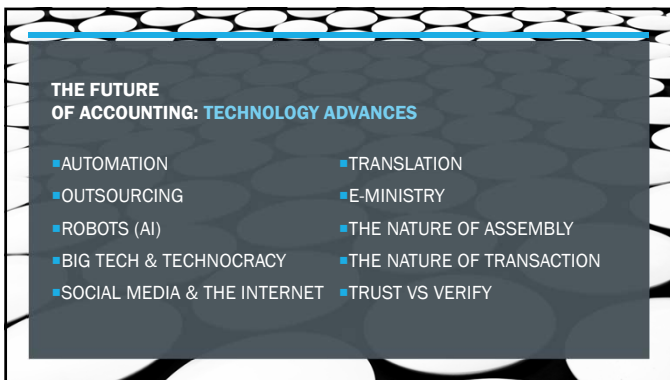 THE FUTURE
OF ACCOUNTING: TECHNOLOGY ADVANCES
AUTOMATION
OUTSOURCING
ROBOTS (AI)
BIG TECH & TECHNOCRACY
SOCIAL MEDIA & THE INTERNET
TRANSLATION
E-MINISTRY
THE NATURE OF ASSEMBLY
THE NATURE OF TRANSACTION
TRUST VS VERIFY